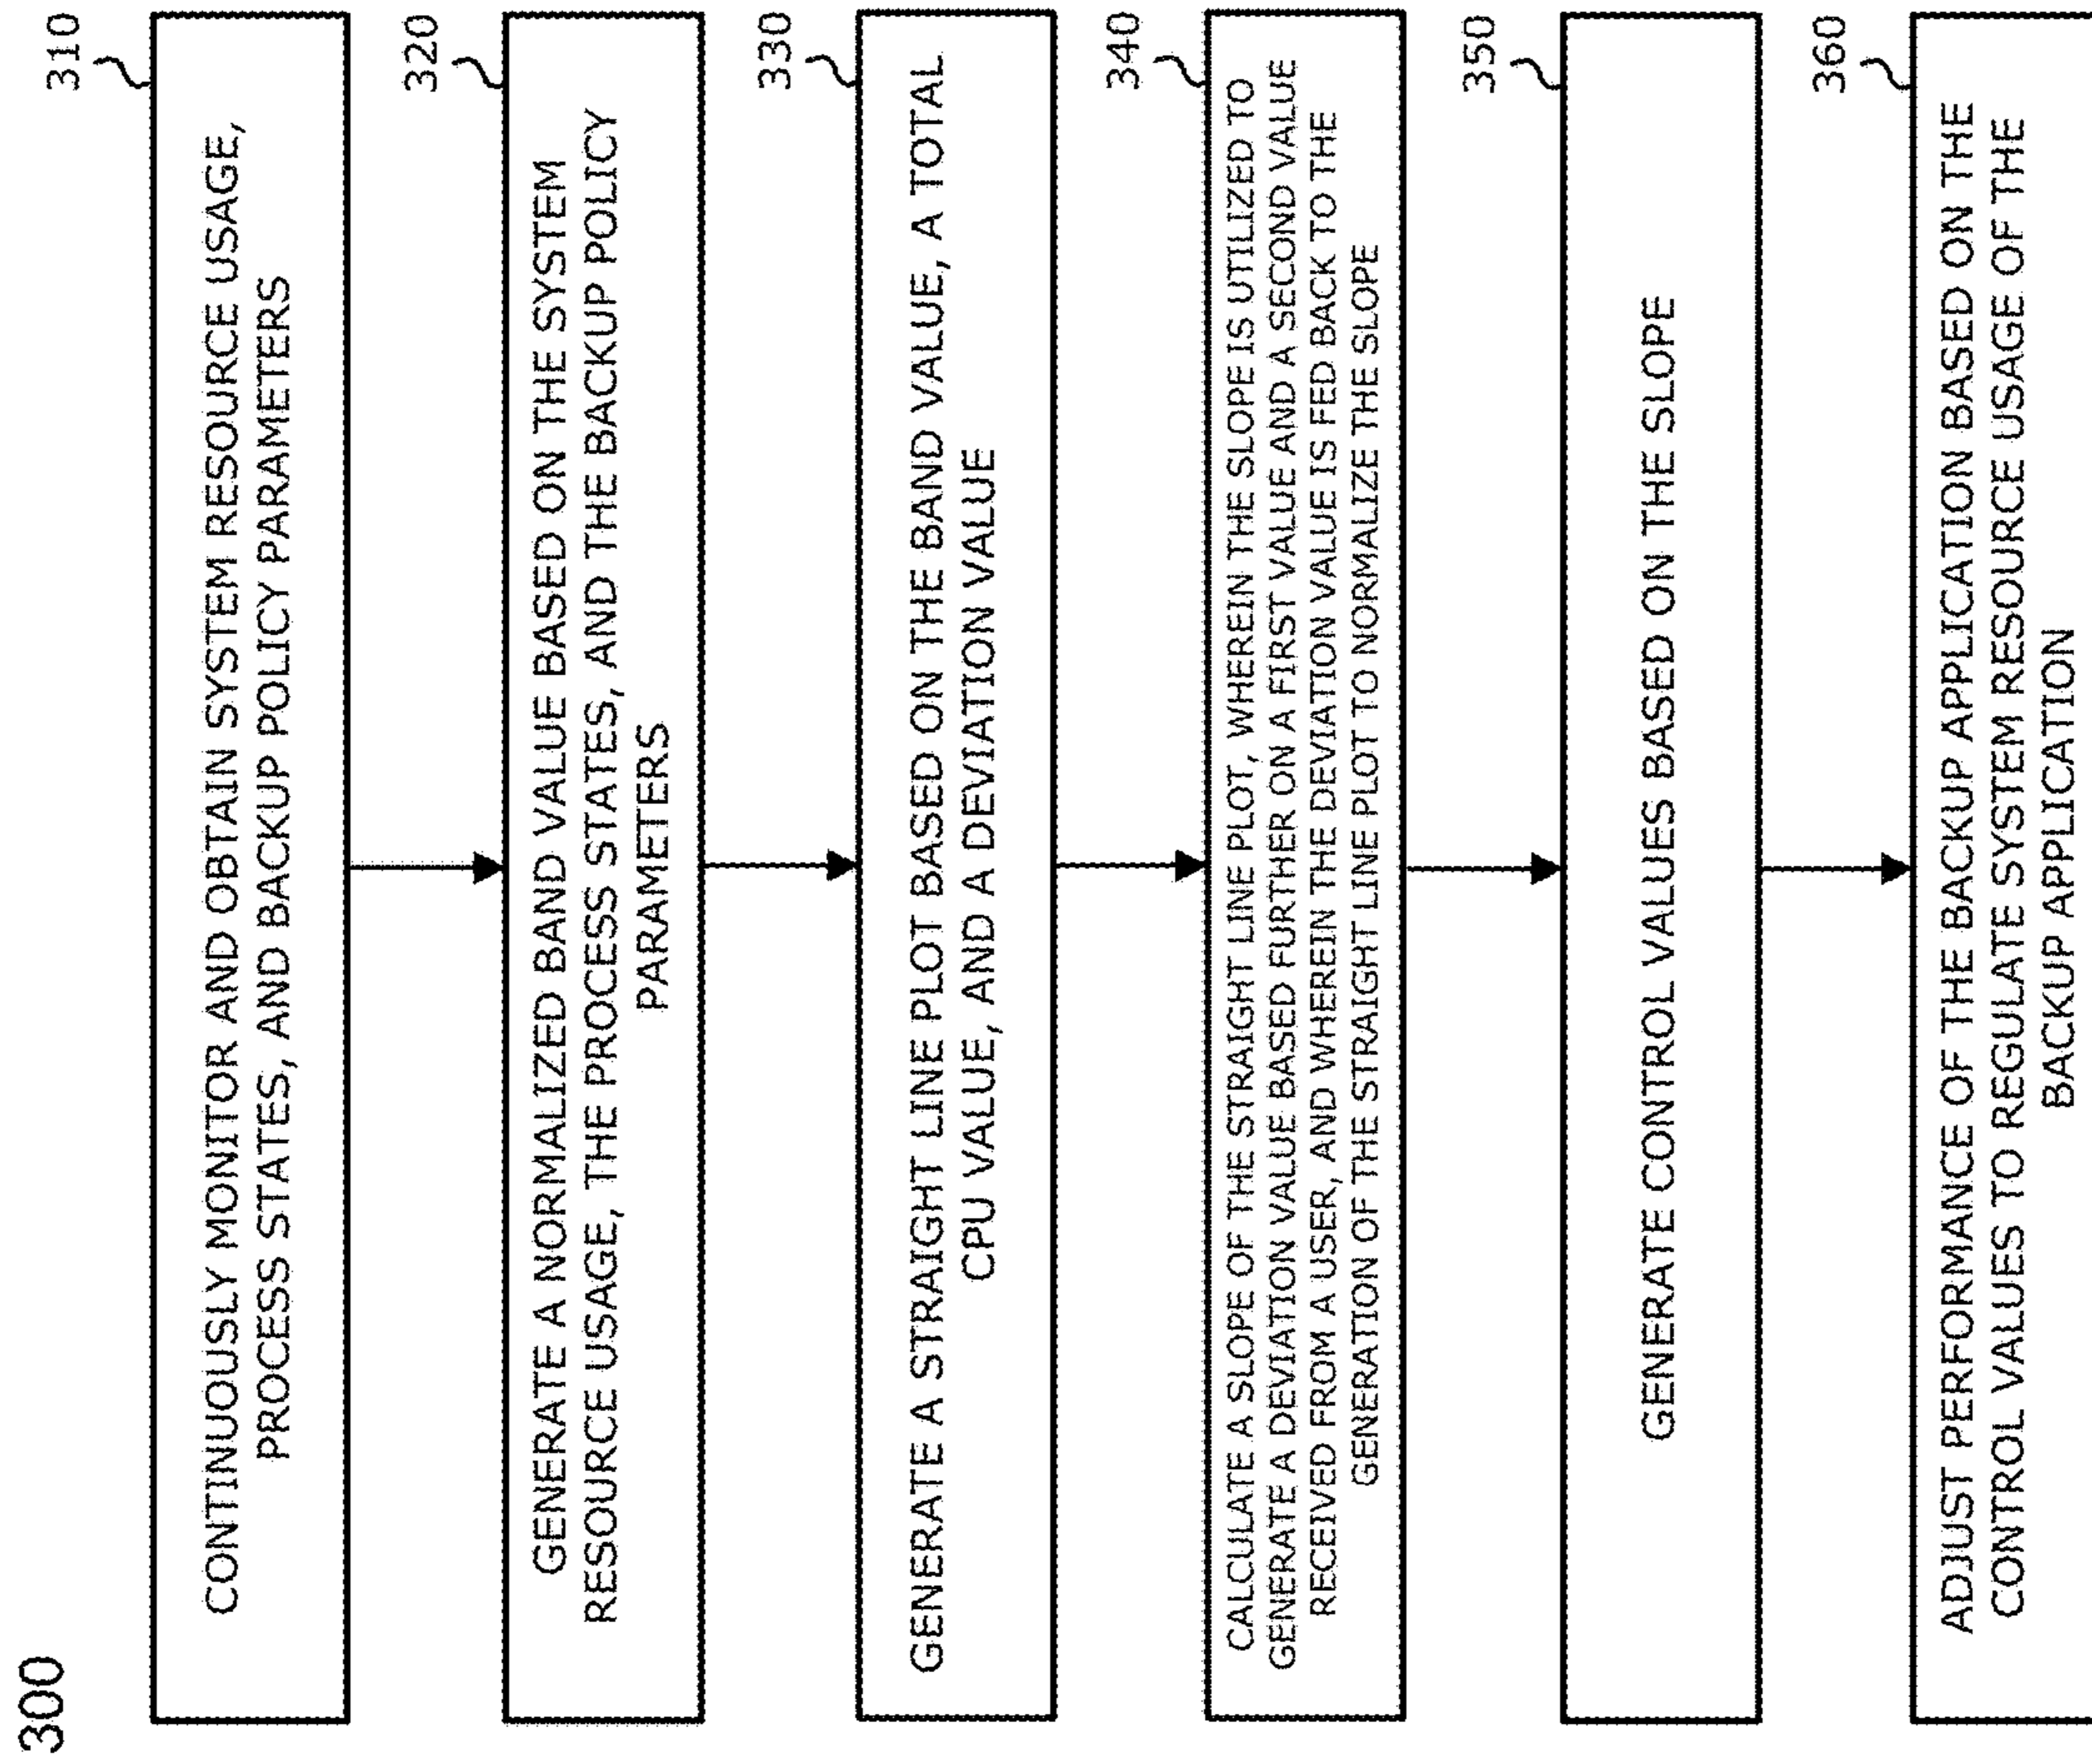 300
310
CONTINUOUSLY MONITOR AND OBTAIN SYSTEM RESOURCE USAGE,
PROCESS STATES, AND BACKUP POLICY PARAMETERS
320
GENERATE A NORMALIZED BAND VALUE BASED ON THE SYSTEM
RESOURCE USAGE, THE PROCESS STATES, AND THE BACKUP POLICY
PARAMETERS
330
GENERATE A STRAIGHT LINE PLOT BASED ON THE BAND VALUE, A TOTAL
CPU VALUE, AND A DEVIATION VALUE
340
CALCULATE A SLOPE OF THE STRAIGHT LINE PLOT, WHEREIN THE SLOPE IS UTILIZED TO
GENERATE A DEVIATION VALUE BASED FURTHER ON A FIRST VALUE AND A SECOND VALUE
RECEIVED FROM A USER, AND WHEREIN THE DEVIATION VALUE IS FED BACK TO THE
GENERATION OF THE STRAIGHT LINE PLOT TO NORMALIZE THE SLOPE
350
GENERATE CONTROL VALUES BASED ON THE SLOPE
360
ADJUST PERFORMANCE OF THE BACKUP APPLICATION BASED ON THE
CONTROL VALUES TO REGULATE SYSTEM RESOURCE USAGE OF THE
BACKUP APPLICATION